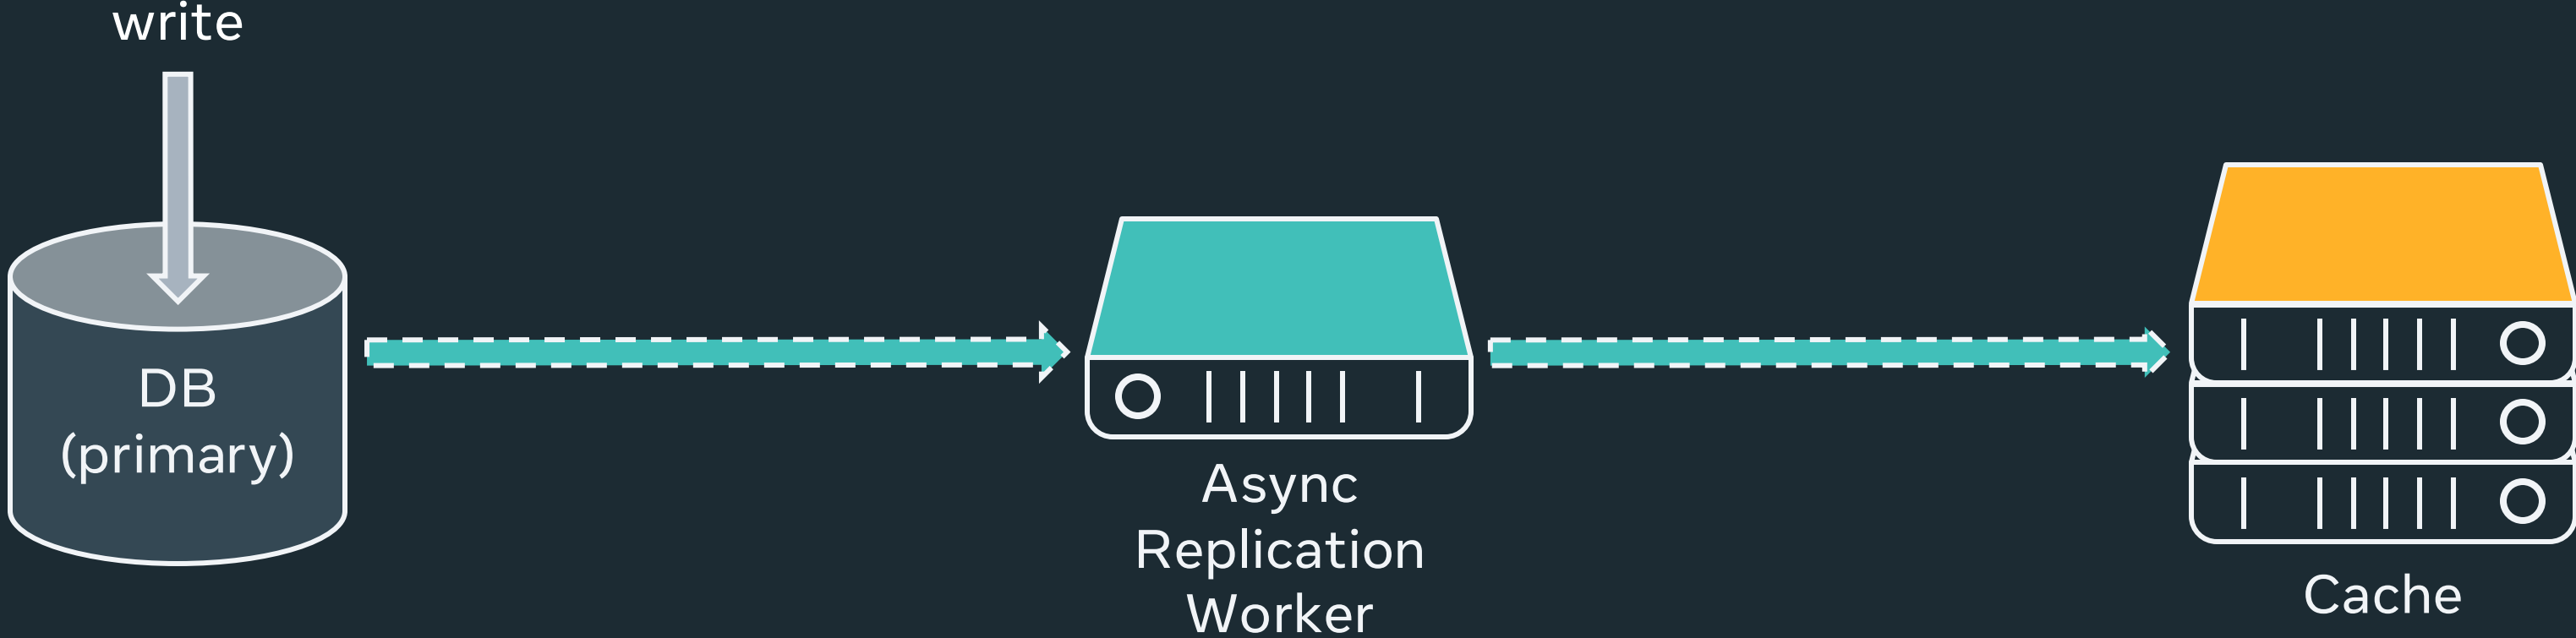 write
DB
(primary)
Async
Replication
Worker
Cache